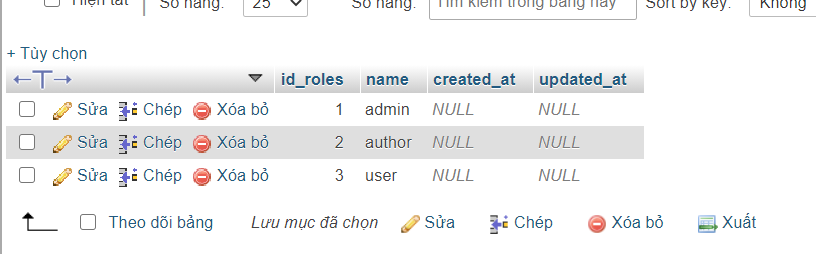 Hiện tất Số hàng: 25 Số hàng: Tìm kiếm trong bảng này Sort by key: Không
+ Tùy chọn
←T→ id_roles name created_at updated_at
Sửa Chép Xóa bỏ 1 admin NULL NULL
Sửa Chép Xóa bỏ 2 author NULL NULL
Sửa Chép Xóa bỏ 3 user NULL NULL
Theo dõi bảng Lưu mục đã chọn Sửa Chép Xóa bỏ Xuất